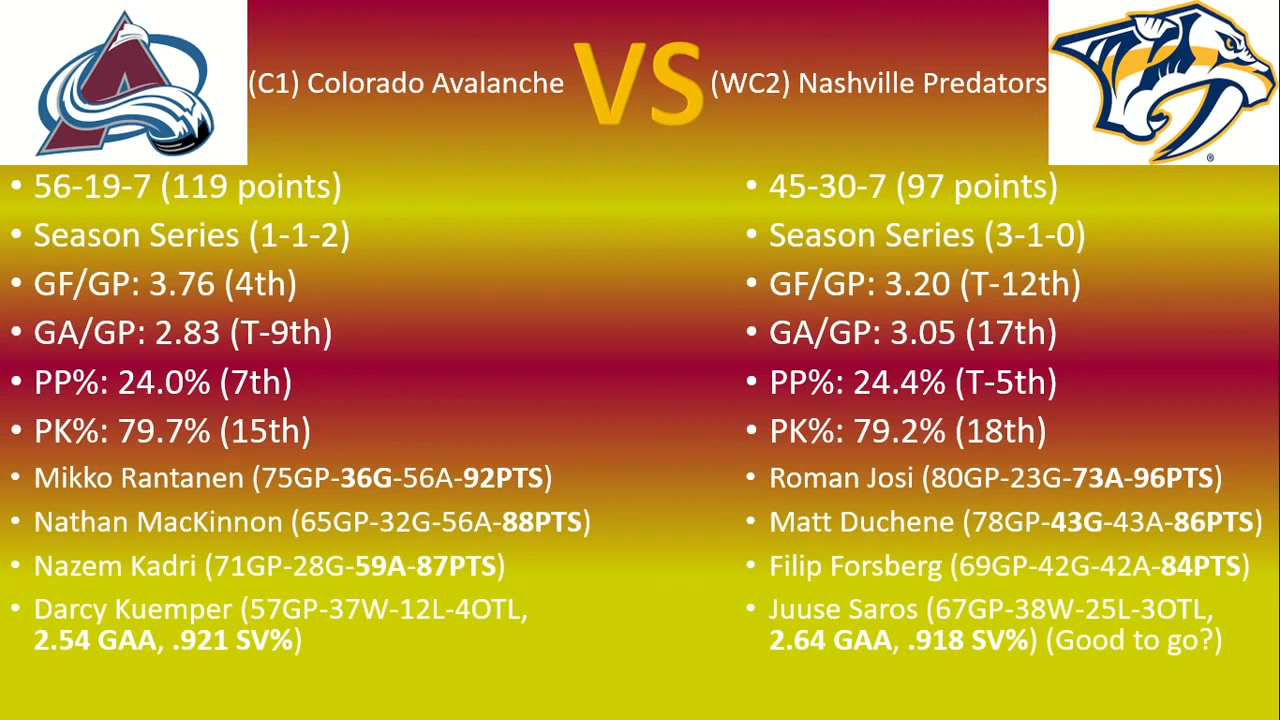 (C1) Colorado Avalanche VS (WC2) Nashville Predators
®
• 56-19-7 (119 points)
• Season Series (1-1-2)
• GF/GP: 3.76 (4th)
• GA/GP: 2.83 (T-9th)
• PP%: 24.0% (7th)
• PK%: 79.7% (15th)
• Mikko Rantanen (75GP-36G-56A-92PTS)
• Nathan MacKinnon (65GP-32G-56A-88PTS)
• Nazem Kadri (71GP-28G-59A-87PTS)
• Darcy Kuemper (57GP-37W-12L-4OTL,
2.54 GAA, .921 SV%)
• 45-30-7 (97 points)
• Season Series (3-1-0)
• GF/GP: 3.20 (T-12th)
• GA/GP: 3.05 (17th)
• PP%: 24.4% (T-5th)
• PK%: 79.2% (18th)
• Roman Josi (80GP-23G-73A-96PTS)
• Matt Duchene (78GP-43G-43A-86PTS)
• Filip Forsberg (69GP-42G-42A-84PTS)
• Juuse Saros (67GP-38W-25L-3OTL,
2.64 GAA, .918 SV%) (Good to go?)